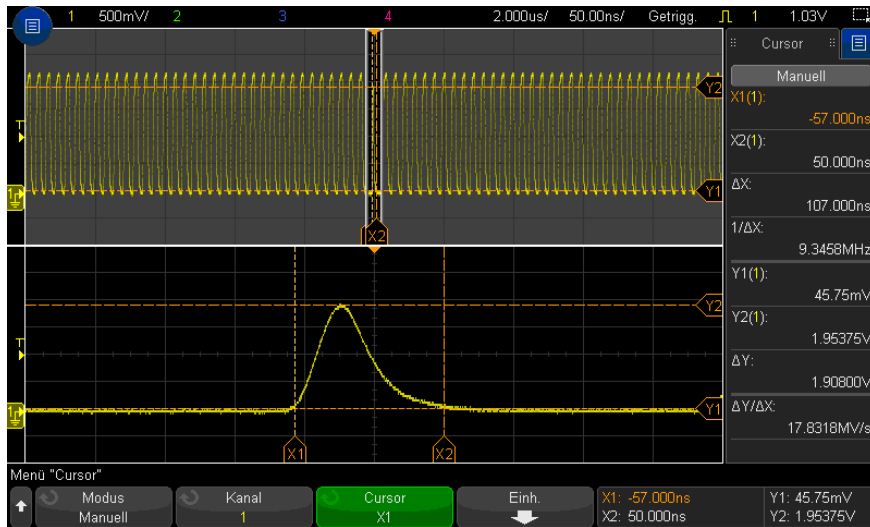 1 500mV/ 2 3 4 2.000us/ 50.00ns/ Getrigg. 1 1.03V
Cursor
Manuell
X1(1):
-57.000ns
X2(1):
50.000ns
ΔX:
107.000ns
1/ΔX:
9.3458MHz
Y1(1):
45.75mV
Y2(1):
1.95375V
ΔY:
1.90800V
ΔY/ΔX:
17.8318MV/s
Y2
T
1
Y1
X2
Y2
T
1
Y1
X1 X2
Menü "Cursor"
Modus
Manuell
Kanal
1
Cursor
X1
Einh.
X1: -57.000ns
X2: 50.000ns
Y1: 45.75mV
Y2: 1.95375V